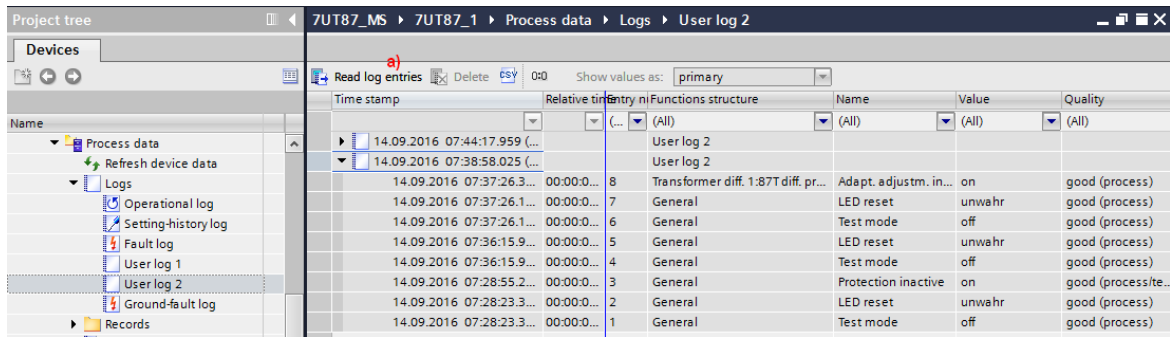 Project tree
7UT87_MS 7UT87_1 Process data Logs User log 2
Devices
a)
Read log entries Delete CSV 0:0 Show values as: primary
Time stamp Relative time Entry n Functions structure Name Value Quality
Name
(... (All) (All) (All) (All)
Process data
Refresh device data
Logs
Operational log
Setting-history log
Fault log
User log 1
User log 2
Ground-fault log
Records
14.09.2016 07:44:17.959 (... User log 2
14.09.2016 07:38:58.025 (... User log 2
14.09.2016 07:37:26.3... 00:00:0... 8 Transformer diff. 1:87T diff. pr... Adapt. adjustm. in... on good (process)
14.09.2016 07:37:26.1... 00:00:0... 7 General LED reset unwahr good (process)
14.09.2016 07:37:26.1... 00:00:0... 6 General Test mode off good (process)
14.09.2016 07:36:15.9... 00:00:0... 5 General LED reset unwahr good (process)
14.09.2016 07:36:15.9... 00:00:0... 4 General Test mode off good (process)
14.09.2016 07:28:55.2... 00:00:0... 3 General Protection inactive on good (process/te...
14.09.2016 07:28:23.3... 00:00:0... 2 General LED reset unwahr good (process)
14.09.2016 07:28:23.3... 00:00:0... 1 General Test mode off good (process)